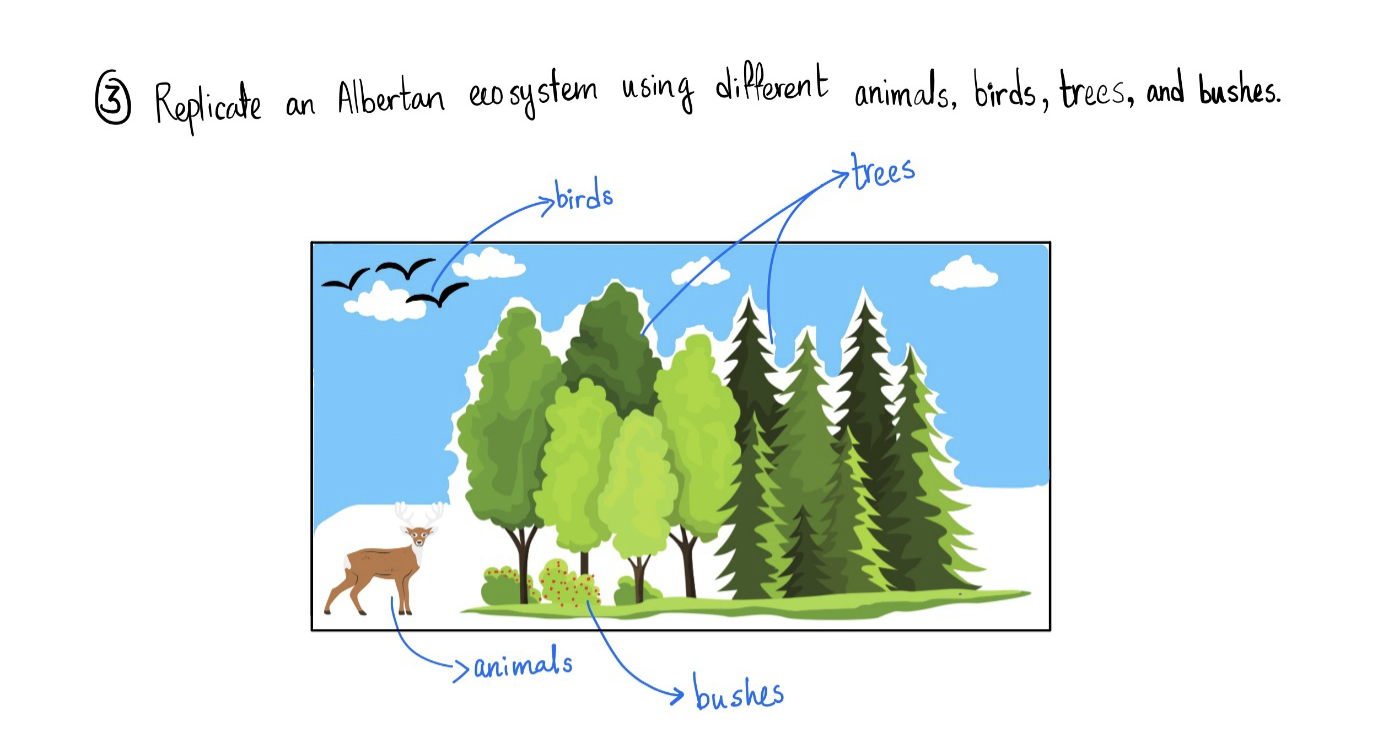 ③ Replicate an Albertan ecosystem using different animals, birds, trees, and bushes.
trees
birds
animals
bushes